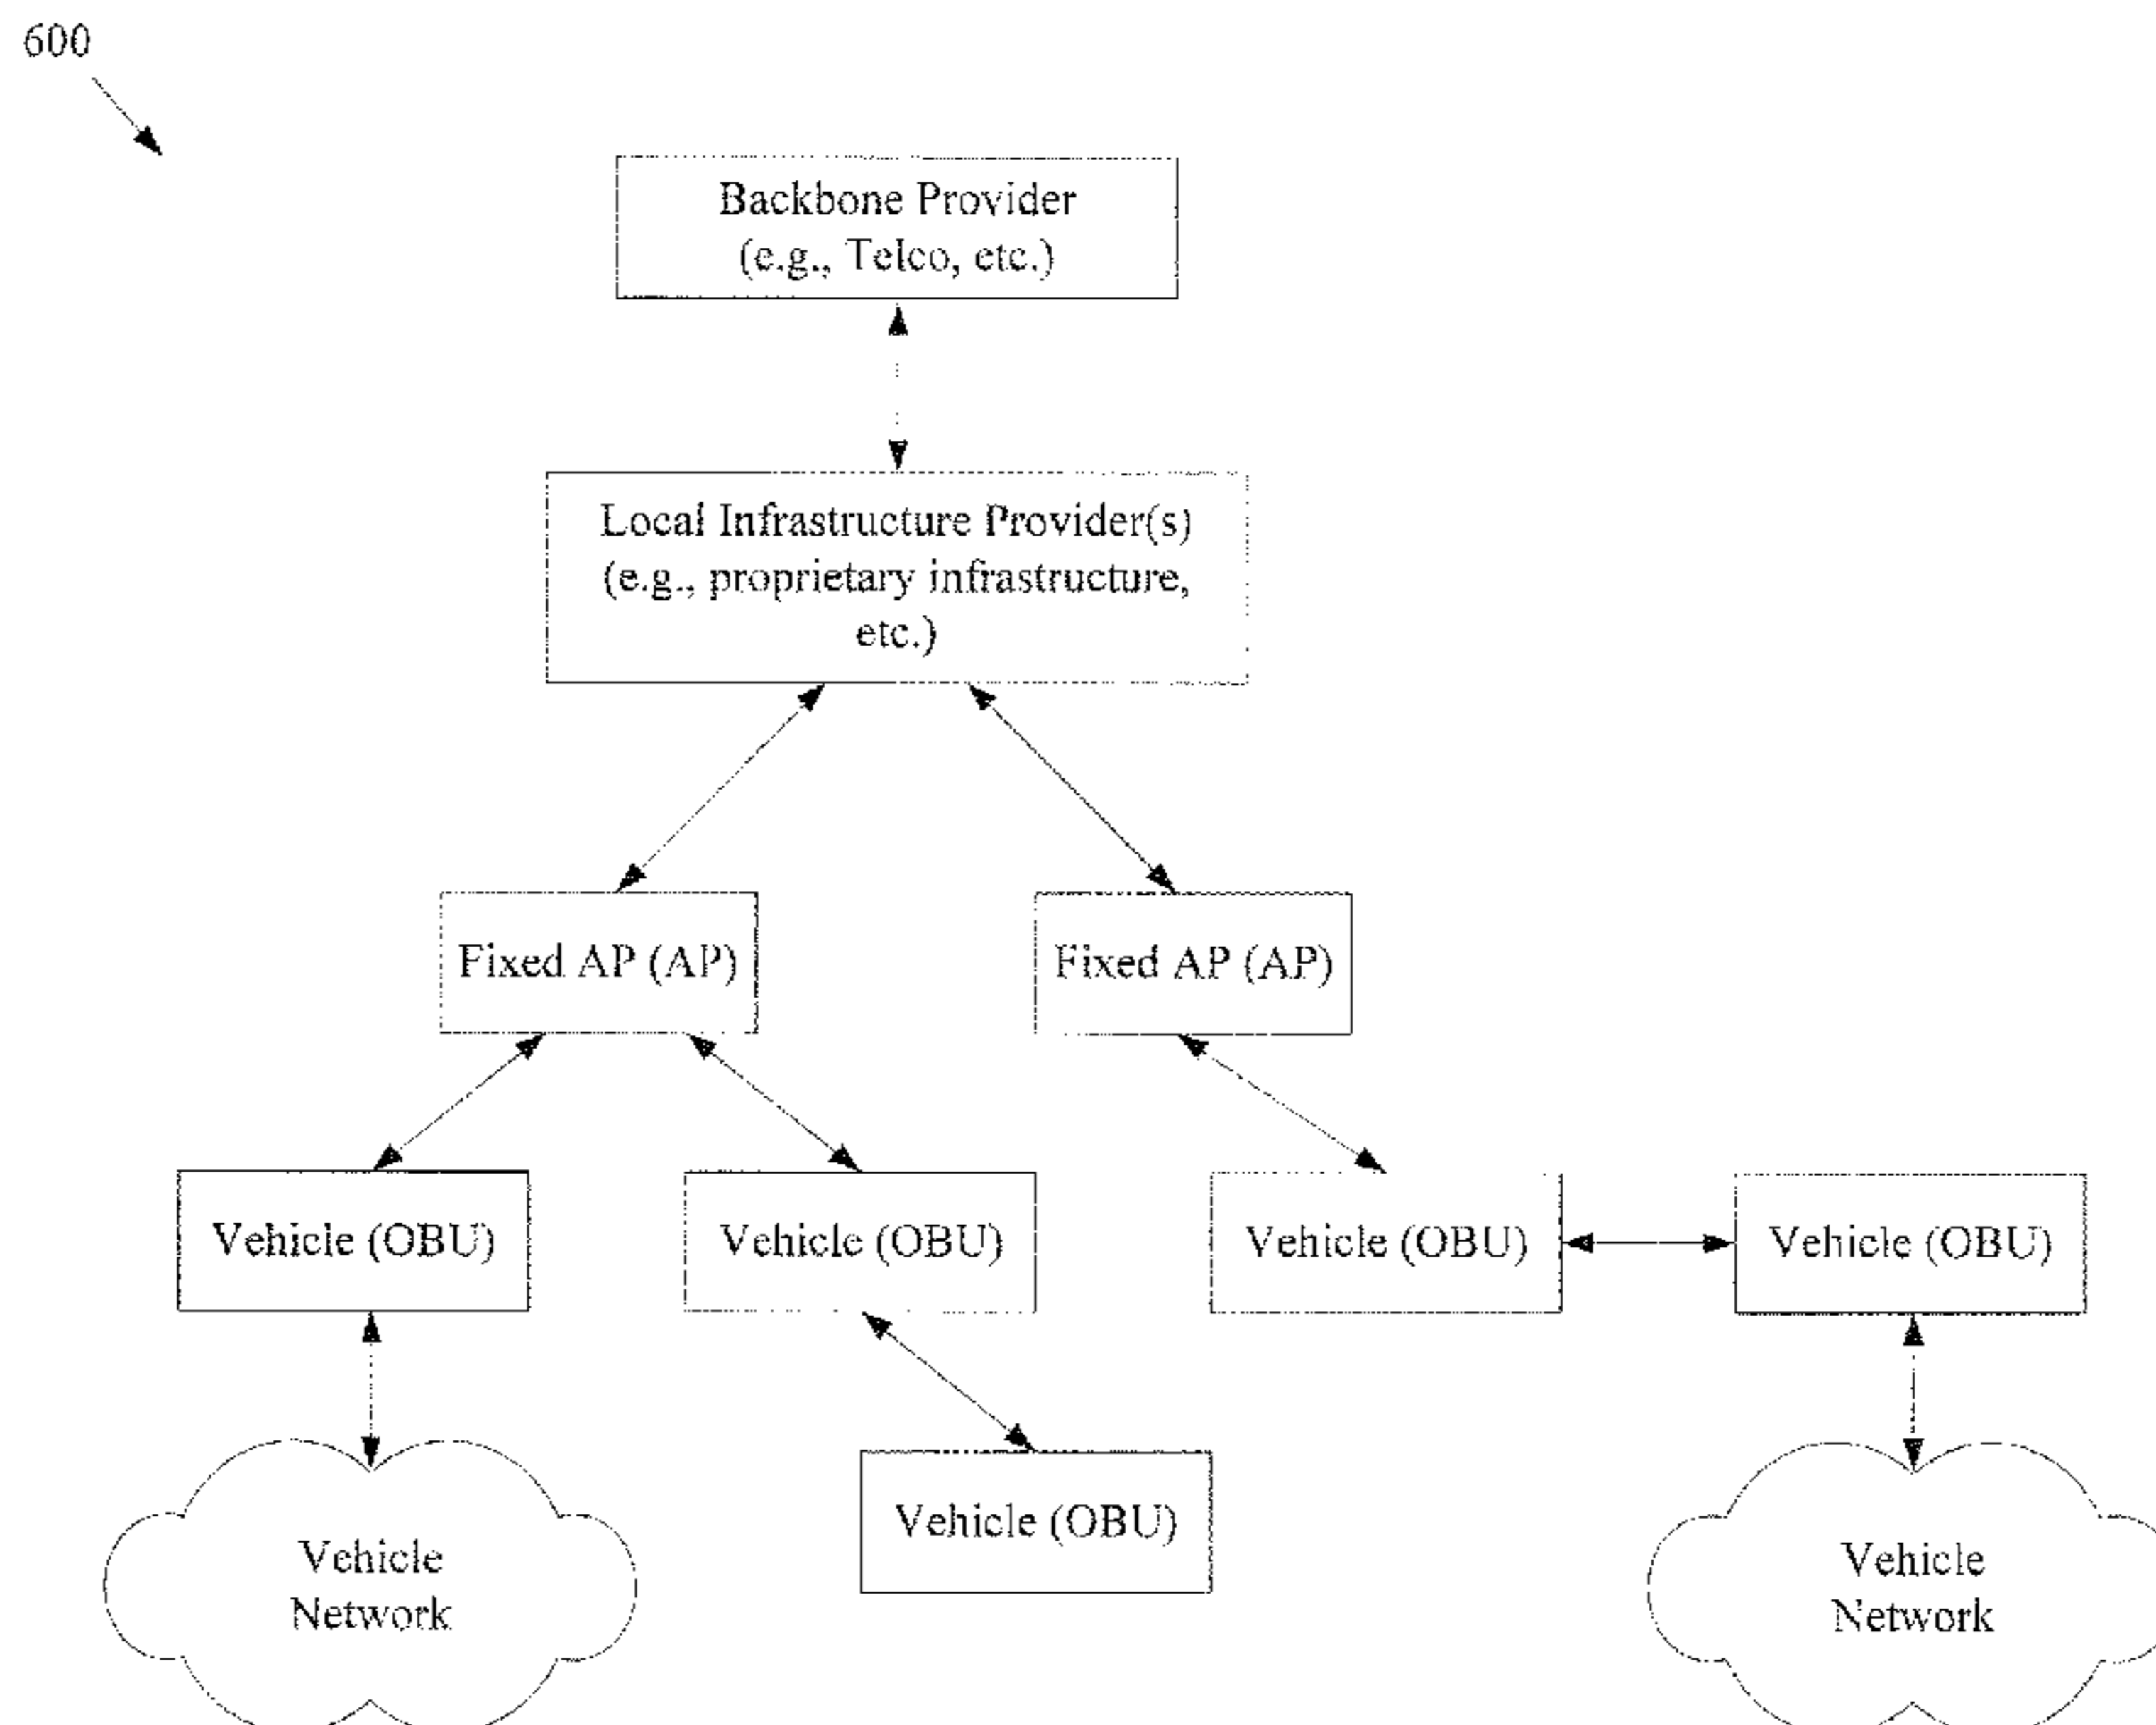 600
Backbone Provider
(e.g., Telco, etc.)
Local Infrastructure Provider(s)
(e.g., proprietary infrastructure,
etc.)
Fixed AP (AP)
Fixed AP (AP)
Vehicle (OBU)
Vehicle (OBU)
Vehicle (OBU)
Vehicle (OBU)
Vehicle (OBU)
Vehicle
Network
Vehicle
Network